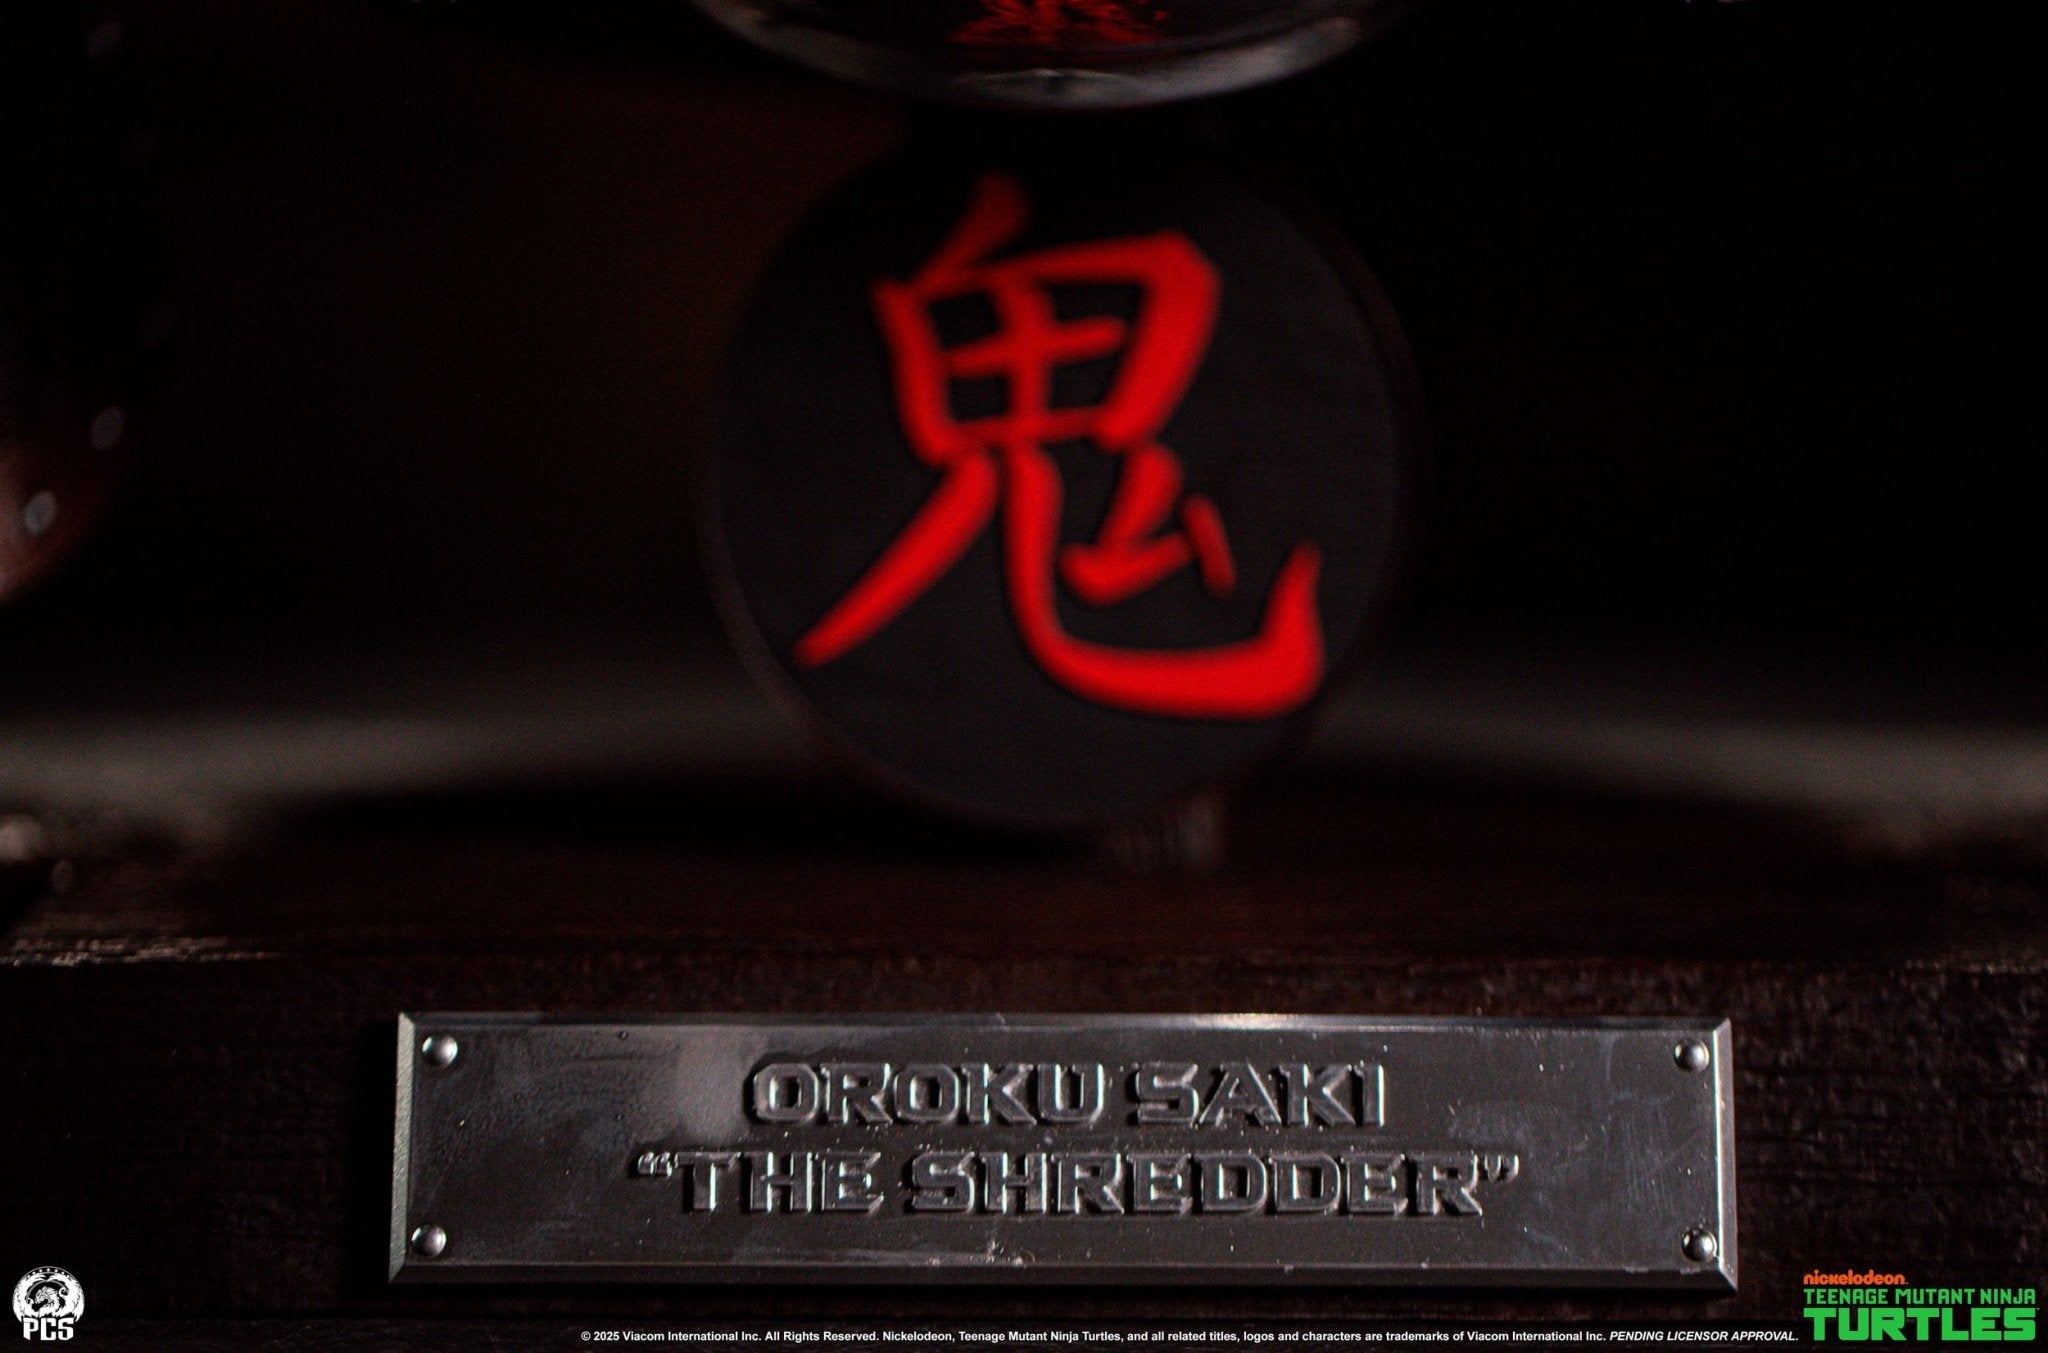 鬼
OROKU SAKI
“THE SHREDDER”
PCS
nickelodeon
TEENAGE MUTANT NINJA
TURTLES
© 2025 Viacom International Inc. All Rights Reserved. Nickelodeon, Teenage Mutant Ninja Turtles, and all related titles, logos and characters are trademarks of Viacom International Inc. PENDING LICENSOR APPROVAL.